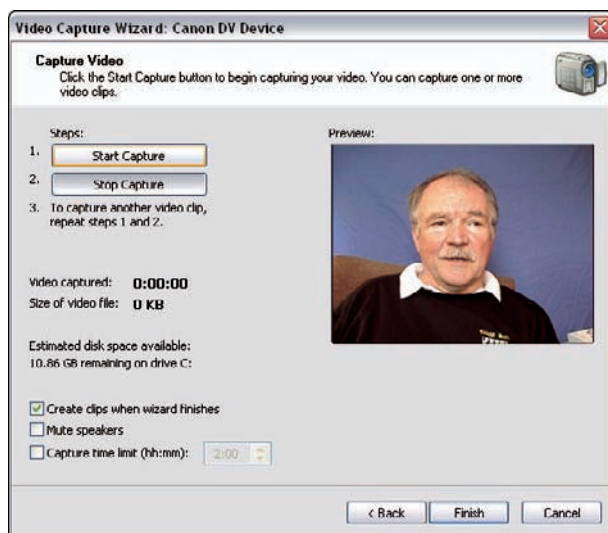 Video Capture Wizard: Canon DV Device
Capture Video
Click the Start Capture button to begin capturing your video. You can capture one or more
video clips.
Steps:
Preview:
1. Start Capture
2. Stop Capture
3. To capture another video clip,
repeat steps 1 and 2.
Video captured: 0:00:00
Size of video file: 0 KB
Estimated disk space available:
10.86 GB remaining on drive C:
Create clips when wizard finishes
Mute speakers
Capture time limit (hh:mm): 2:00
< Back Finish Cancel